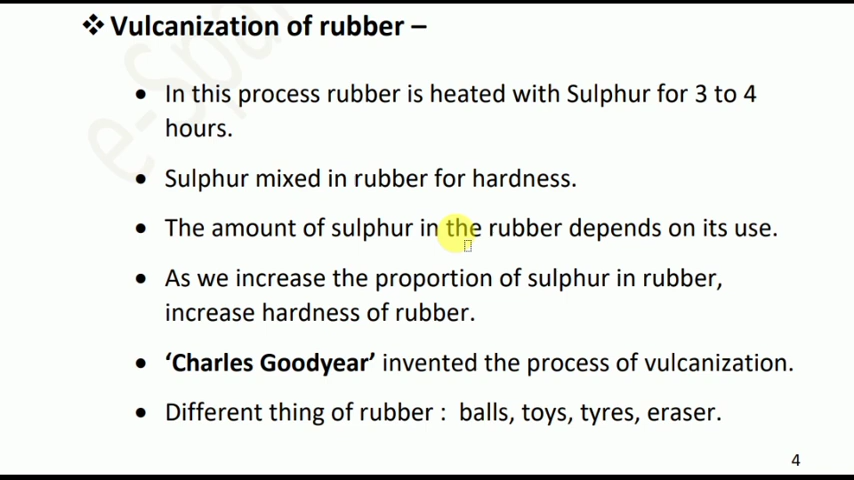 ❖ Vulcanization of rubber –
• In this process rubber is heated with Sulphur for 3 to 4
hours.
• Sulphur mixed in rubber for hardness.
• The amount of sulphur in the rubber depends on its use.
• As we increase the proportion of sulphur in rubber,
increase hardness of rubber.
• ‘Charles Goodyear’ invented the process of vulcanization.
• Different thing of rubber : balls, toys, tyres, eraser.
4